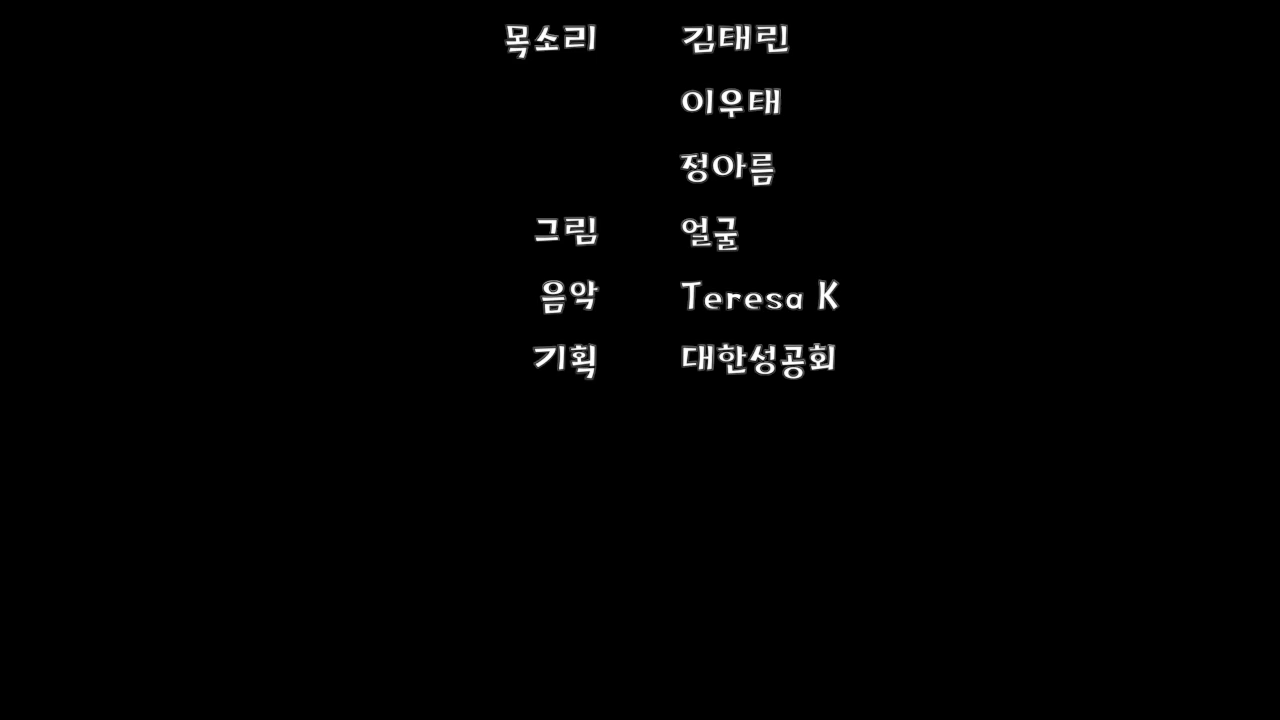 목소리 김태린
이우태
정아름
그림 얼굴
음악 Teresa K
기획 대한성공회